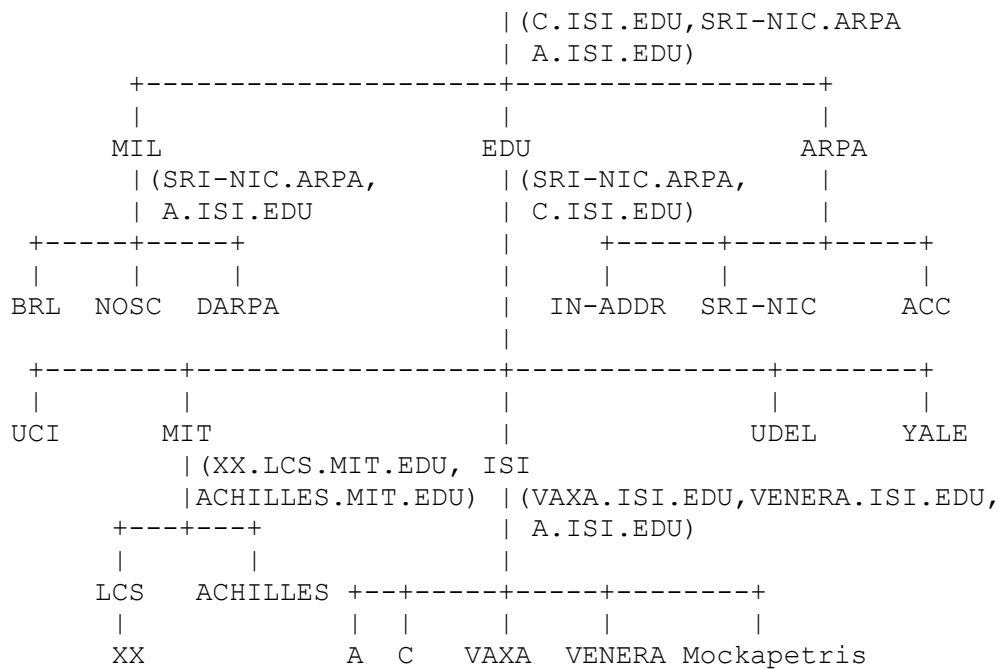 |(C.ISI.EDU,SRI-NIC.ARPA
| A.ISI.EDU)
+---------------------+------------------+
| | |
MIL EDU ARPA
|(SRI-NIC.ARPA, |(SRI-NIC.ARPA, |
| A.ISI.EDU | C.ISI.EDU) |
+-----+-----+ | +------+-----+-----+
| | | | | | |
BRL NOSC DARPA | IN-ADDR SRI-NIC ACC
|
+--------+------------------+---------------+--------+
| | | | |
UCI MIT | UDEL YALE
|(XX.LCS.MIT.EDU, ISI
|ACHILLES.MIT.EDU) |(VAXA.ISI.EDU,VENERA.ISI.EDU,
+---+---+ | A.ISI.EDU)
| | |
LCS ACHILLES +--+-----+-----+--------+
| | | | | |
XX A C VAXA VENERA Mockapetris